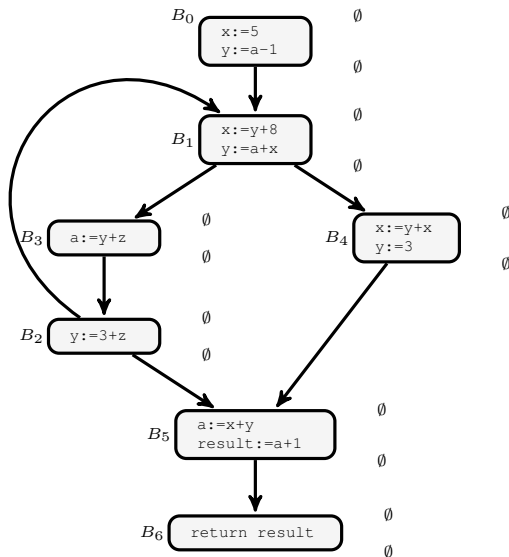 B0
x:=5
y:=a−1
∅
∅
B1
x:=y+8
y:=a+x
∅
∅
B3
a:=y+z
∅
∅
B4
x:=y+x
y:=3
∅
∅
B2
y:=3+z
∅
∅
B5
a:=x+y
result:=a+1
∅
∅
B6
return result
∅
∅